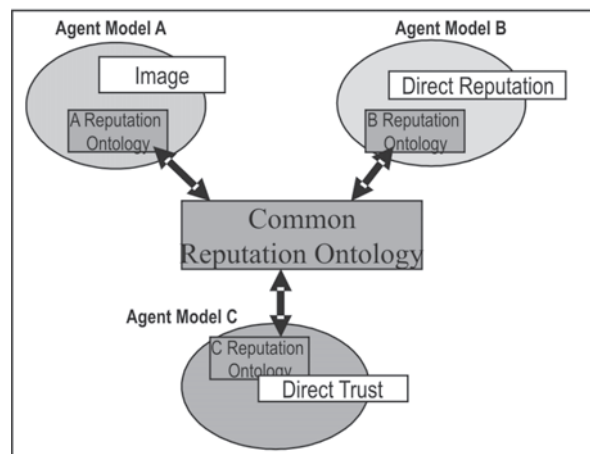 Agent Model A
Image
A Reputation
Ontology
Agent Model B
Direct Reputation
B Reputation
Ontology
Common
Reputation Ontology
Agent Model C
C Reputation
Ontology
Direct Trust